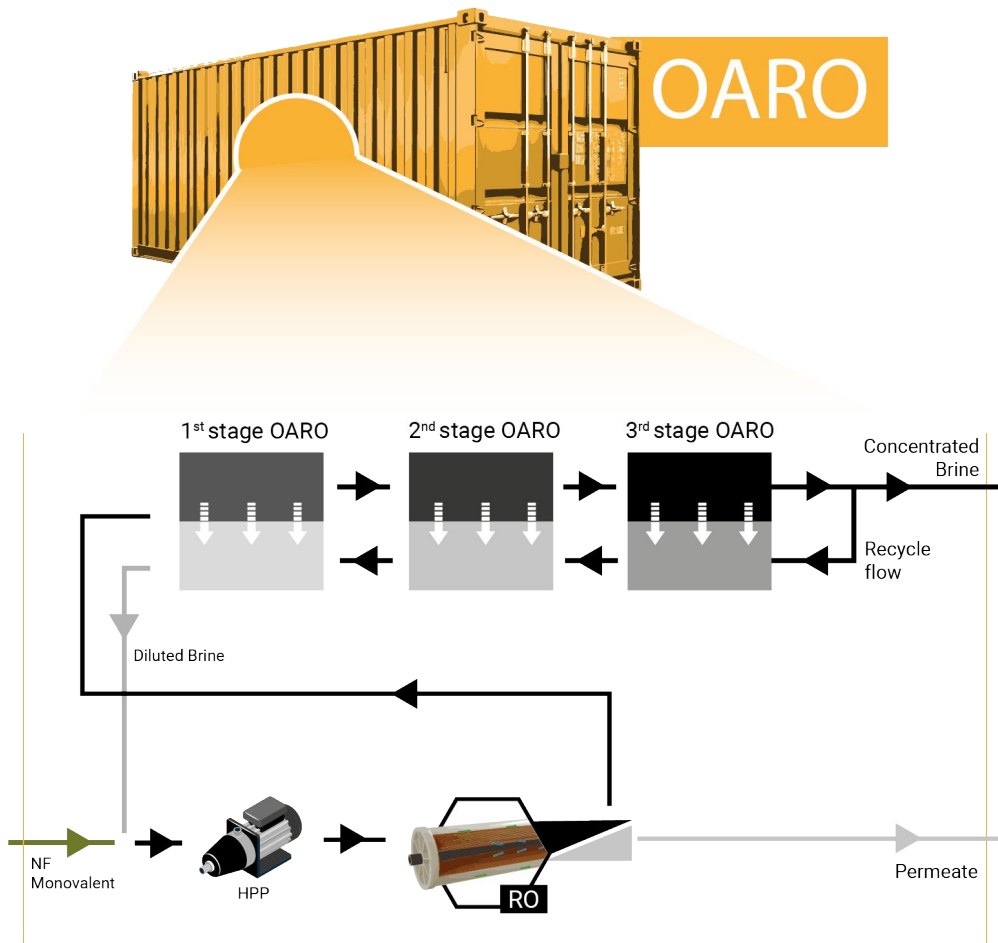 OARO
1st stage OARO
2nd stage OARO
3rd stage OARO
Concentrated
Brine
Recycle
flow
Diluted Brine
NF
Monovalent
HPP
RO
Permeate